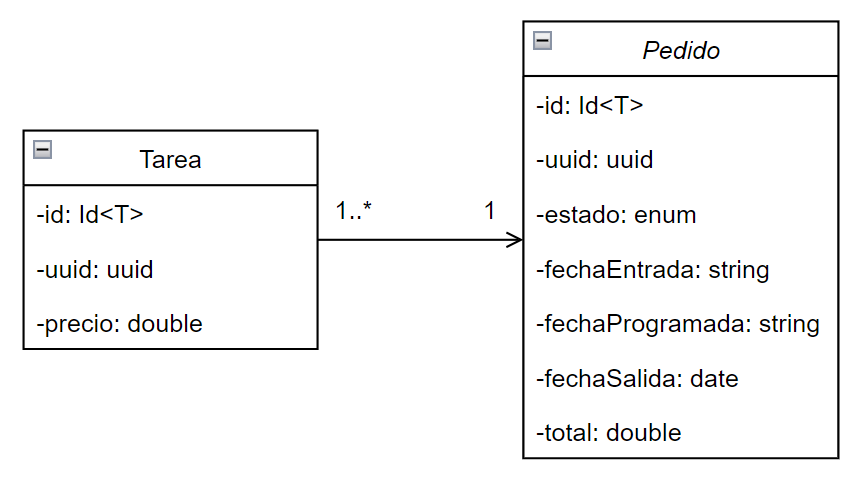 Tarea
-id: Id<T>
-uuid: uuid
-precio: double
1..*
1
Pedido
-id: Id<T>
-uuid: uuid
-estado: enum
-fechaEntrada: string
-fechaProgramada: string
-fechaSalida: date
-total: double